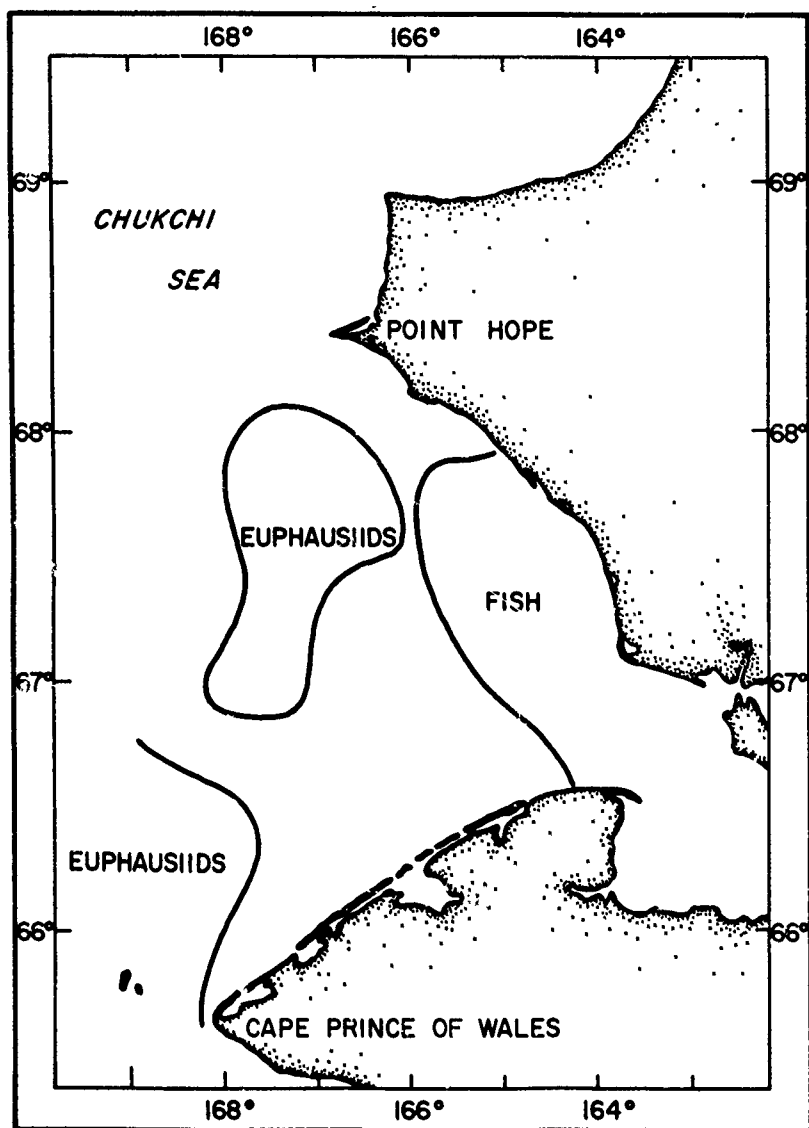 168° 166° 164°
69° 69°
CHUKCHI
SEA
POINT HOPE
68° 68°
EUPHAUSIIDS
FISH
67° 67°
EUPHAUSIIDS
66° 66°
CAPE PRINCE OF WALES
168° 166° 164°